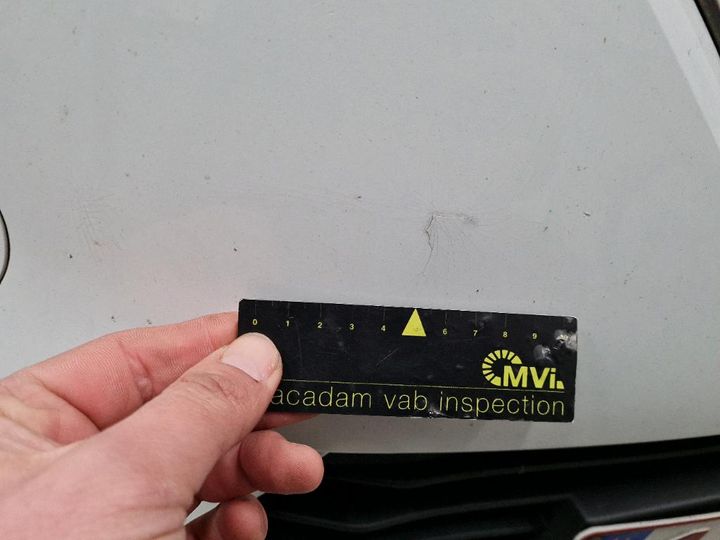 0 1 2 3 4 6 7 8 9
MVi
acadam vab inspection